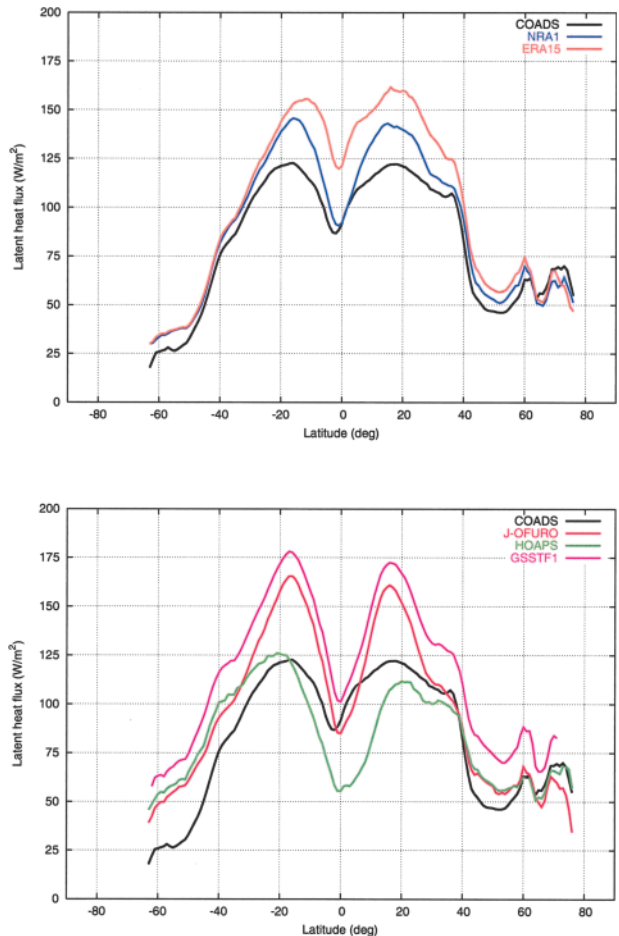 200
175
150
125
100
75
50
25
0
Latent heat flux (W/m²)
COADS
NRA1
ERA15
-80 -60 -40 -20 0 20 40 60 80
Latitude (deg)
200
175
150
125
100
75
50
25
0
Latent heat flux (W/m²)
COADS
J-OFURO
HOAPS
GSSTF1
-80 -60 -40 -20 0 20 40 60 80
Latitude (deg)